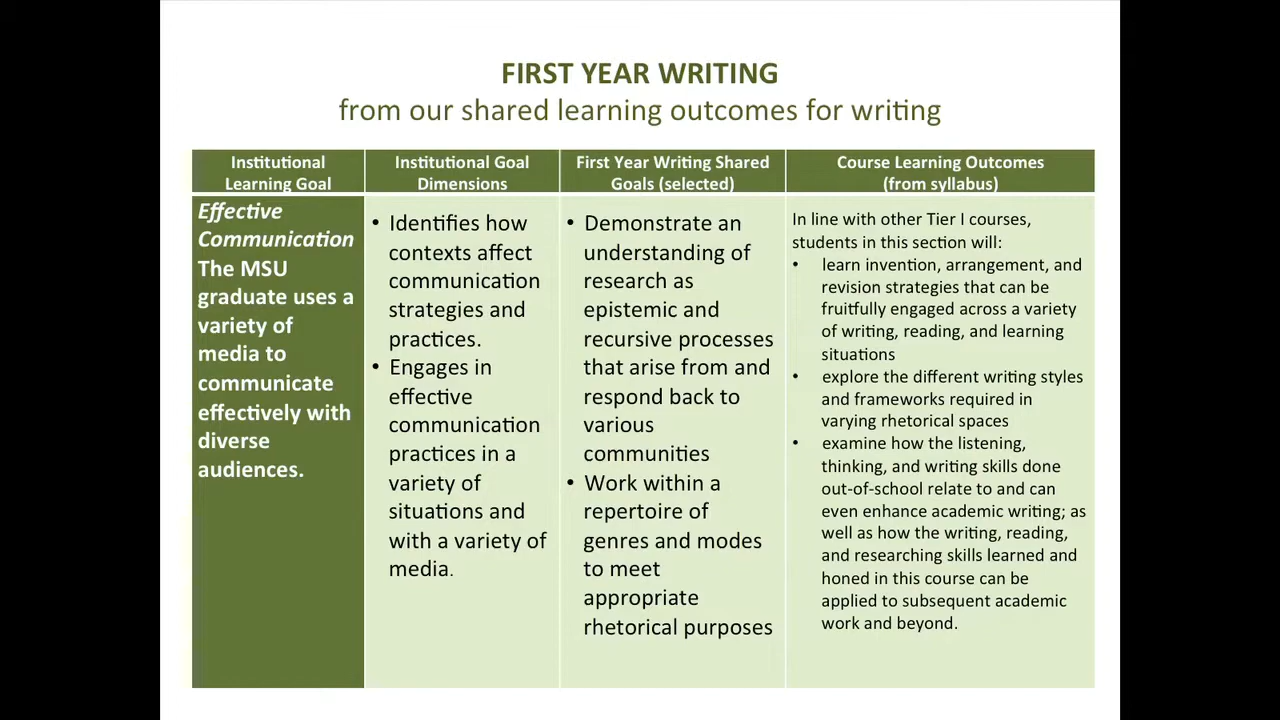 FIRST YEAR WRITING
from our shared learning outcomes for writing
Institutional
Learning Goal
Institutional Goal
Dimensions
First Year Writing Shared
Goals (selected)
Course Learning Outcomes
(from syllabus)
Effective
Communication
The MSU
graduate uses a
variety of
media to
communicate
effectively with
diverse
audiences.
• Identifies how
contexts affect
communication
strategies and
practices.
• Engages in
effective
communication
practices in a
variety of
situations and
with a variety of
media.
• Demonstrate an
understanding of
research as
epistemic and
recursive processes
that arise from and
respond back to
various
communities
• Work within a
repertoire of
genres and modes
to meet
appropriate
rhetorical purposes
In line with other Tier I courses,
students in this section will:
• learn invention, arrangement, and
revision strategies that can be
fruitfully engaged across a variety
of writing, reading, and learning
situations
• explore the different writing styles
and frameworks required in
varying rhetorical spaces
• examine how the listening,
thinking, and writing skills done
out-of-school relate to and can
even enhance academic writing; as
well as how the writing, reading,
and researching skills learned and
honed in this course can be
applied to subsequent academic
work and beyond.